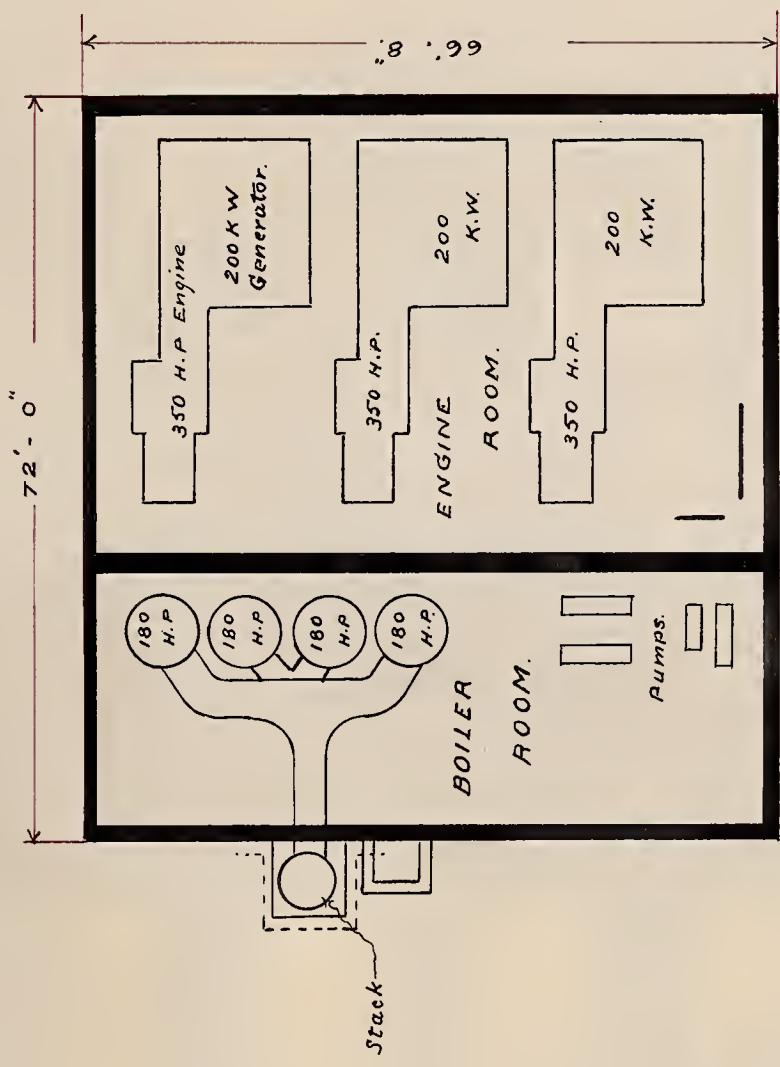 72'- 0"
66'. 8".
350 H.P Engine
200 KW
Generator.
350 H.P.
200
K.W.
ENGINE
ROOM.
350 H.P.
200
K.W.
180
H.P
180
H.P
180
H.P
180
H.P.
BOILER
ROOM.
Pumps.
Stack